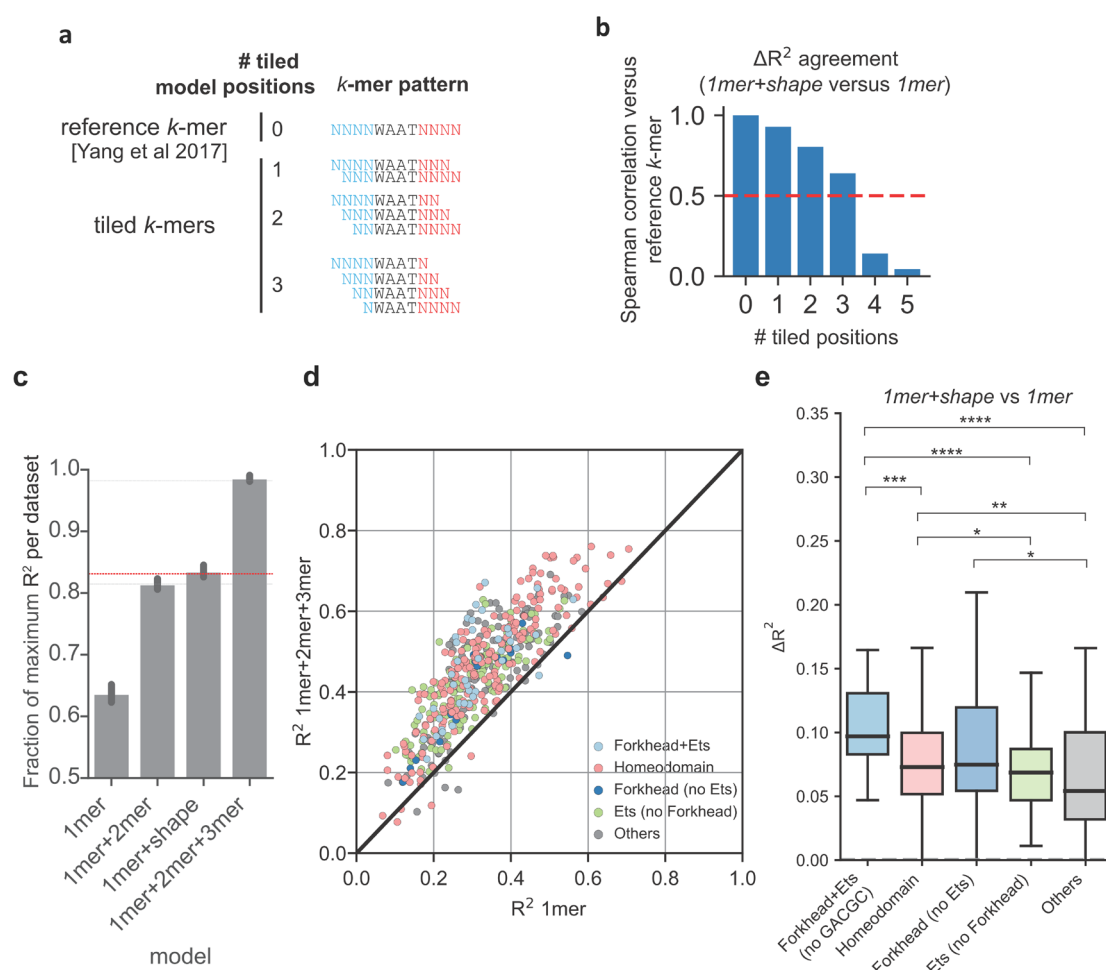 a
# tiled
model positions
k-mer pattern
reference k-mer
[Yang et al 2017]
0
NNNNWAATNNNN
tiled k-mers
1
NNNNWAATNNN
NNNWAATNNNN
2
NNNNWAATNN
NNNWAATNNN
NNWAATNNNN
3
NNNNWAATN
NNNWAATNN
NNWAATNNN
NWAATNNNN
b
ΔR² agreement
(1mer+shape versus 1mer)
Spearman correlation versus
reference k-mer
1.0
0.5
0.0
0 1 2 3 4 5
# tiled positions
c
Fraction of maximum R² per dataset
1.0
0.9
0.8
0.7
0.6
0.5
1mer
1mer+2mer
1mer+shape
1mer+2mer+3mer
model
d
R² 1mer+2mer+3mer
1.0
0.8
0.6
0.4
0.2
0.0
Forkhead+Ets
Homeodomain
Forkhead (no Ets)
Ets (no Forkhead)
Others
0.0 0.2 0.4 0.6 0.8 1.0
R² 1mer
e
1mer+shape vs 1mer
ΔR²
0.35
0.30
0.25
0.20
0.15
0.10
0.05
0.00
****
****
***
**
*
*
Forkhead+Ets
(no GACGC)
Homeodomain
Forkhead (no Ets)
Ets (no Forkhead)
Others